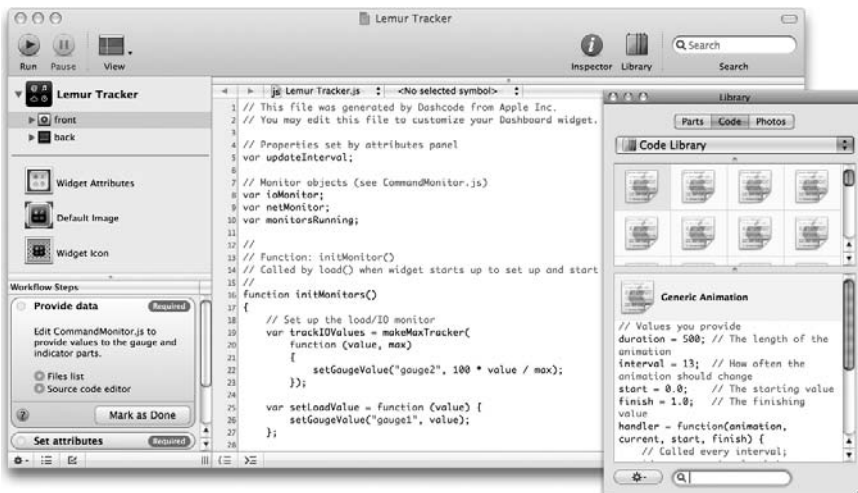 Lemur Tracker
Run Pause View
Inspector Library
Search
Search
Lemur Tracker
front
back
Widget Attributes
Default Image
Widget Icon
Workflow Steps
Provide data Required
Edit CommandMonitor.js to
provide values to the gauge and
indicator parts.
Files list
Source code editor
? Mark as Done
Set attributes Required
js Lemur Tracker.js <No selected symbol>
1 // This file was generated by Dashcode from Apple Inc.
2 // You may edit this file to customize your Dashboard widget.
3
4 // Properties set by attributes panel
5 var updateInterval;
6
7 // Monitor objects (see CommandMonitor.js)
8 var ioMonitor;
9 var netMonitor;
10 var monitorsRunning;
11
12 //
13 // Function: initMonitor()
14 // Called by load() when widget starts up to set up and start
15 //
16 function initMonitors()
17 {
18 // Set up the load/IO monitor
19 var trackIOValues = makeMaxTracker(
20 function (value, max)
21 {
22 setGaugeValue("gauge2", 100 * value / max);
23 });
24
25 var setLoadValue = function (value) {
26 setGaugeValue("gauge1", value);
27 };
28
Library
Parts Code Photos
Code Library
Generic Animation
// Values you provide
duration = 500; // The length of the
animation
interval = 13; // How often the
animation should change
start = 0.0; // The starting value
finish = 1.0; // The finishing
value
handler = function(animation,
current, start, finish) {
// Called every interval;